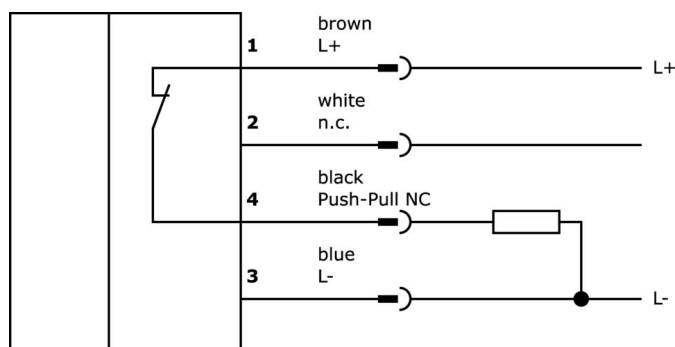 brown
1 L+
L+
white
2 n.c.
black
4 Push-Pull NC
blue
3 L-
L-